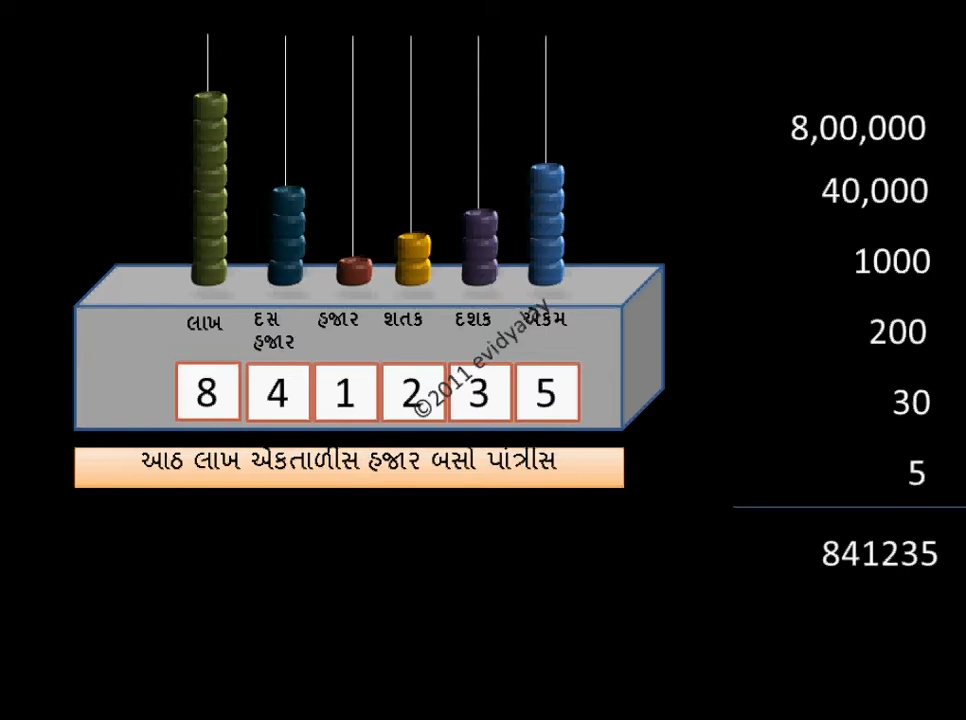 8,00,000
40,000
1000
200
30
5
841235
લાખ દસ હજાર હજાર શતક દશક એકમ
8 4 1 2 3 5
©2011 evidyalay
આઠ લાખ એકતાળીસ હજાર બસો પાંત્રીસ